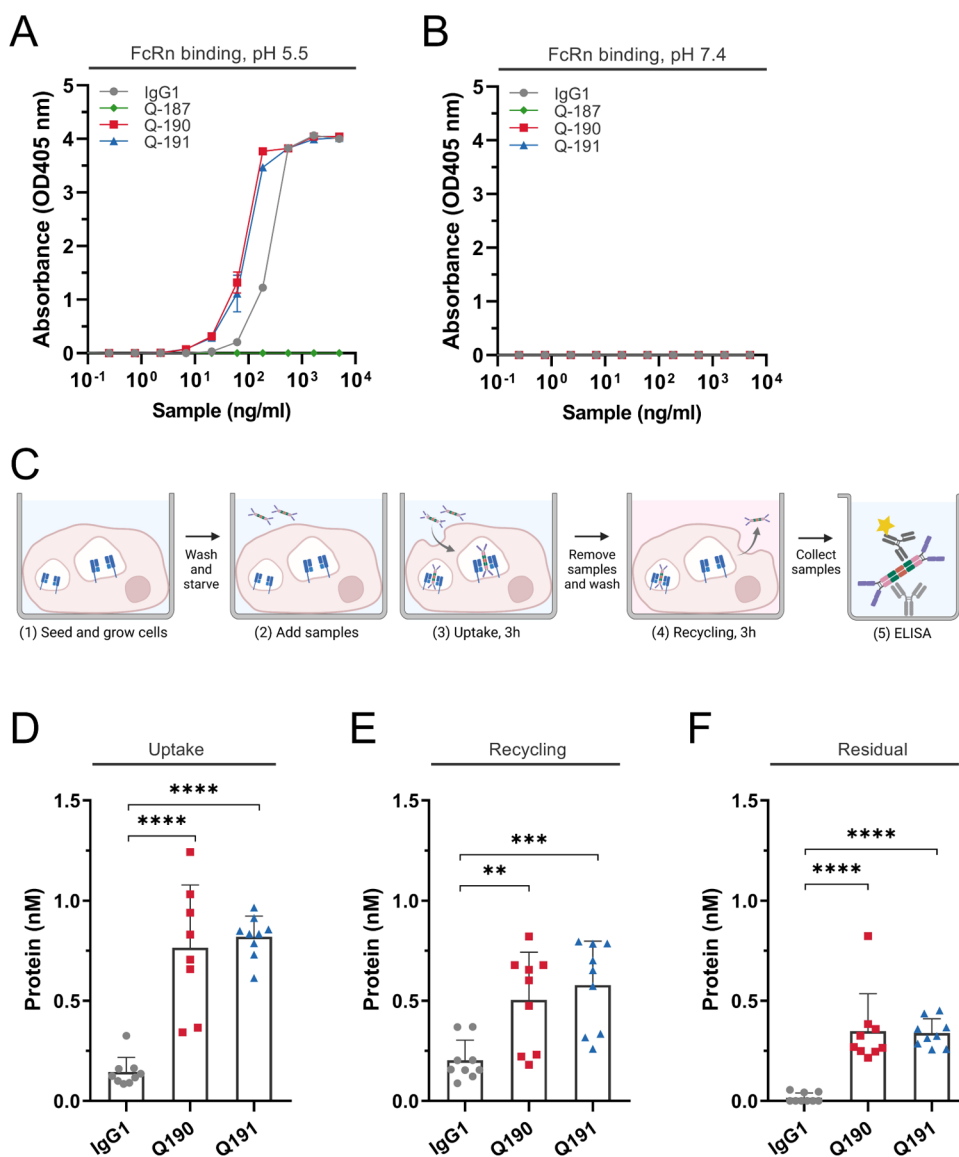 A
FcRn binding, pH 5.5
IgG1
Q-187
Q-190
Q-191
Absorbance (OD405 nm)
5
4
3
2
1
0
10⁻¹ 10⁰ 10¹ 10² 10³ 10⁴
Sample (ng/ml)
B
FcRn binding, pH 7.4
IgG1
Q-187
Q-190
Q-191
Absorbance (OD405 nm)
5
4
3
2
1
0
10⁻¹ 10⁰ 10¹ 10² 10³ 10⁴
Sample (ng/ml)
C
Wash
and
starve
Remove
samples
and wash
Collect
samples
(1) Seed and grow cells
(2) Add samples
(3) Uptake, 3h
(4) Recycling, 3h
(5) ELISA
D
Uptake
Protein (nM)
1.5
1.0
0.5
0.0
****
****
IgG1 Q190 Q191
E
Recycling
Protein (nM)
1.5
1.0
0.5
0.0
***
**
IgG1 Q190 Q191
F
Residual
Protein (nM)
1.5
1.0
0.5
0.0
****
****
IgG1 Q190 Q191